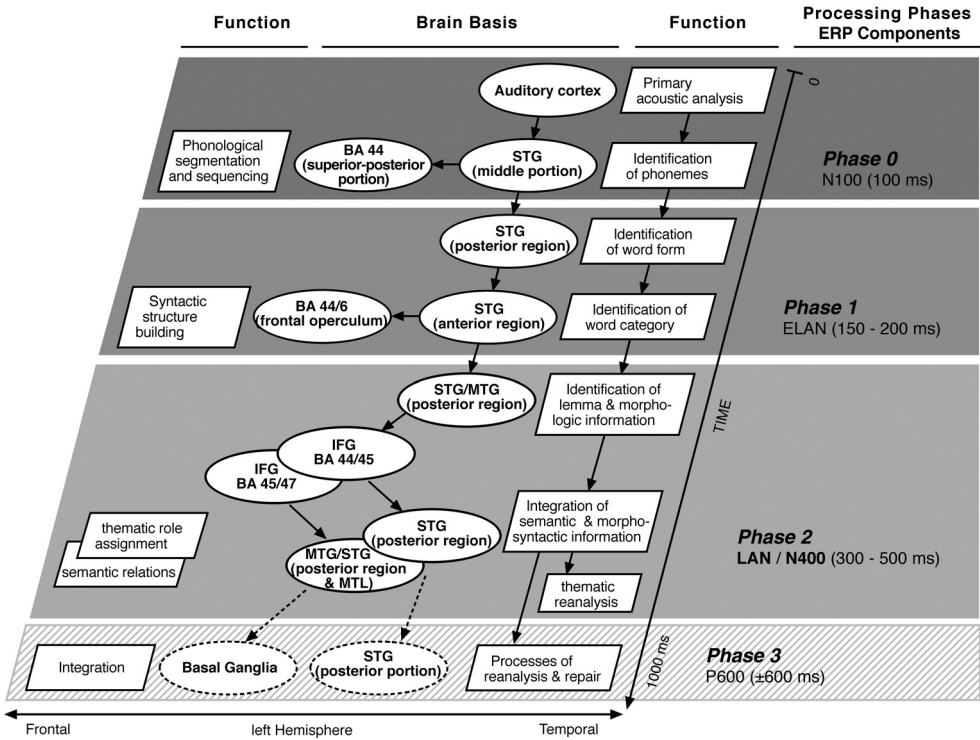 Function
Brain Basis
Function
Processing Phases
ERP Components
Auditory cortex
Primary
acoustic analysis
0
Phonological
segmentation
and sequencing
BA 44
(superior-posterior
portion)
STG
(middle portion)
Identification
of phonemes
Phase 0
N100 (100 ms)
STG
(posterior region)
Identification
of word form
Syntactic
structure
building
BA 44/6
(frontal operculum)
STG
(anterior region)
Identification of
word category
Phase 1
ELAN (150 - 200 ms)
STG/MTG
(posterior region)
Identification of
lemma & morpho-
logic information
TIME
IFG
BA 44/45
IFG
BA 45/47
thematic role
assignment
semantic relations
STG
(posterior region)
MTG/STG
(posterior region
& MTL)
Integration of
semantic & morpho-
syntactic information
thematic
reanalysis
Phase 2
LAN / N400 (300 - 500 ms)
Integration
Basal Ganglia
STG
(posterior portion)
Processes of
reanalysis & repair
1000 ms
Phase 3
P600 (±600 ms)
Frontal
left Hemisphere
Temporal